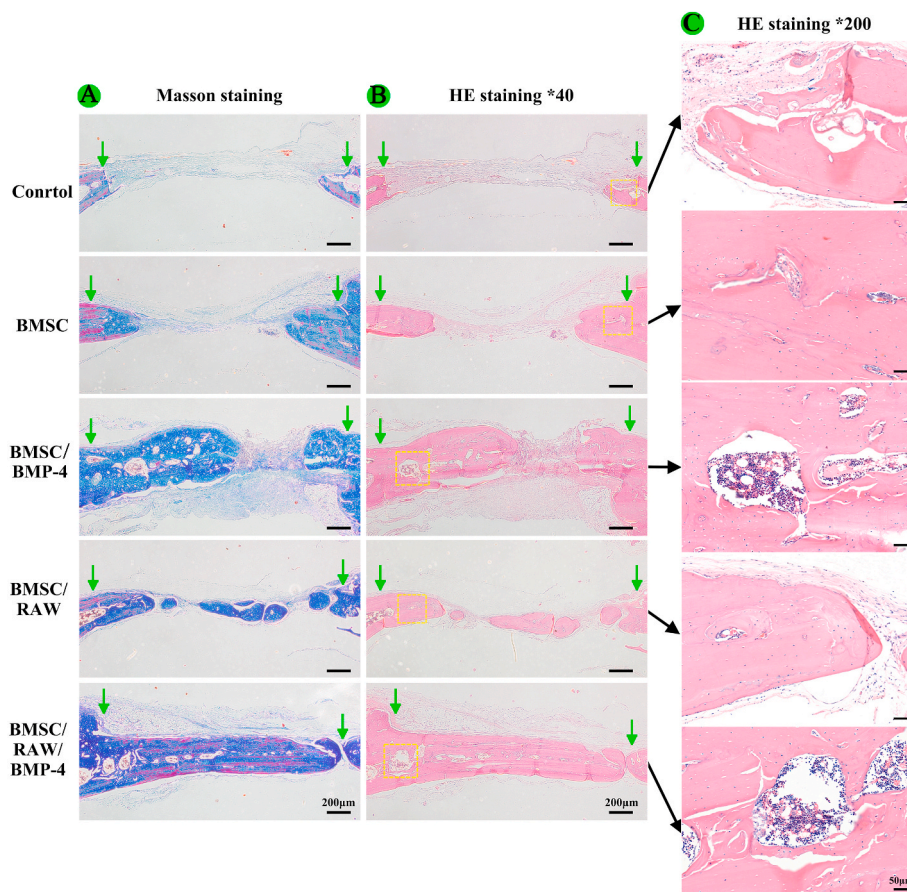 C HE staining *200
A Masson staining B HE staining *40
Conrtol
BMSC
BMSC/
BMP-4
BMSC/
RAW
BMSC/
RAW/
BMP-4
200μm
200μm
50μm